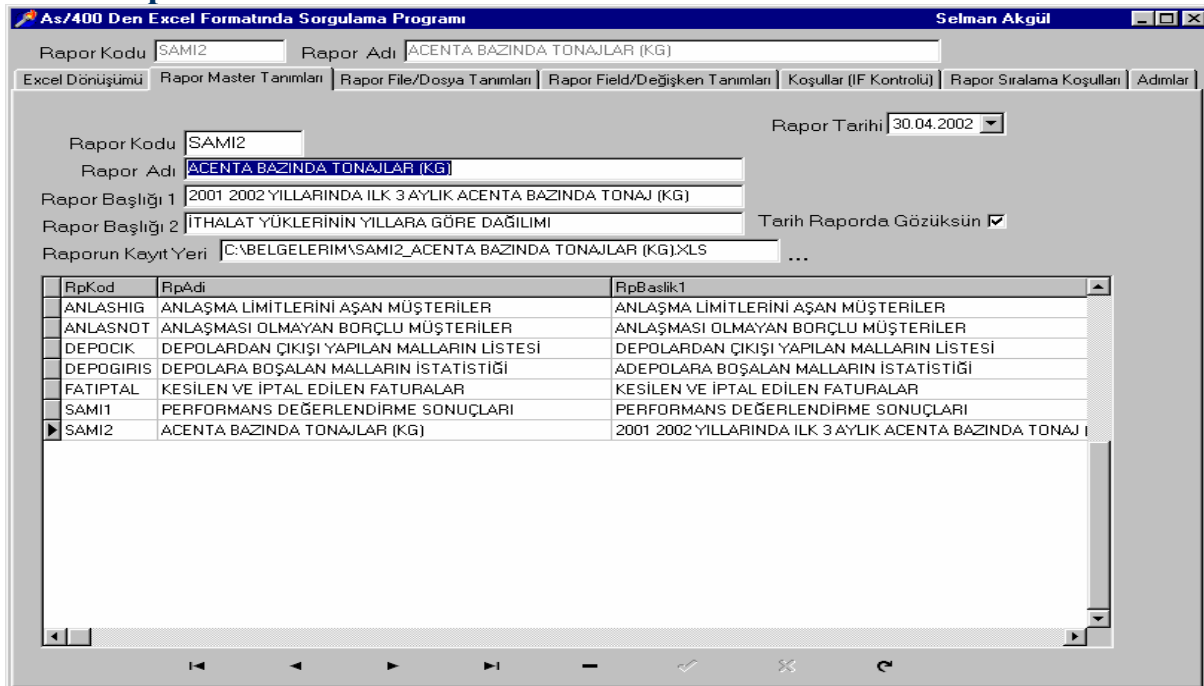 As/400 Den Excel Formatında Sorgulama Programı Selman Akgül
Rapor Kodu SAMI2 Rapor Adı ACENTA BAZINDA TONAJLAR (KG)
Excel Dönüşümü Rapor Master Tanımları Rapor File/Dosya Tanımları Rapor Field/Değişken Tanımları Koşullar (IF Kontrolü) Rapor Sıralama Koşulları Adımlar
Rapor Tarihi 30.04.2002
Rapor Kodu SAMI2
Rapor Adı ACENTA BAZINDA TONAJLAR (KG)
Rapor Başlığı 1 2001 2002 YILLARINDA ILK 3 AYLIK ACENTA BAZINDA TONAJ (KG)
Rapor Başlığı 2 İTHALAT YÜKLERİNİN YILLARA GÖRE DAĞILIMI Tarih Raporda Gözüksün
Raporun Kayıt Yeri C:\BELGELERIM\SAMI2_ACENTA BAZINDA TONAJLAR (KG).XLS ...
RpKod RpAdi RpBaslik1
ANLASHIG ANLAŞMA LİMİTLERİNİ AŞAN MÜŞTERİLER ANLAŞMA LİMİTLERİNİ AŞAN MÜŞTERİLER
ANLASNOT ANLAŞMASI OLMAYAN BORÇLU MÜŞTERİLER ANLAŞMASI OLMAYAN BORÇLU MÜŞTERİLER
DEPOCIK DEPOLARDAN ÇIKIŞI YAPILAN MALLARIN LİSTESİ DEPOLARDAN ÇIKIŞI YAPILAN MALLARIN LİSTESİ
DEPOGIRIS DEPOLARA BOŞALAN MALLARIN İSTATİSTİĞİ ADEPOLARA BOŞALAN MALLARIN İSTATİSTİĞİ
FATIPTAL KESİLEN VE İPTAL EDİLEN FATURALAR KESİLEN VE İPTAL EDİLEN FATURALAR
SAMI1 PERFORMANS DEĞERLENDİRME SONUÇLARI PERFORMANS DEĞERLENDİRME SONUÇLARI
SAMI2 ACENTA BAZINDA TONAJLAR (KG) 2001 2002 YILLARINDA ILK 3 AYLIK ACENTA BAZINDA TONAJ